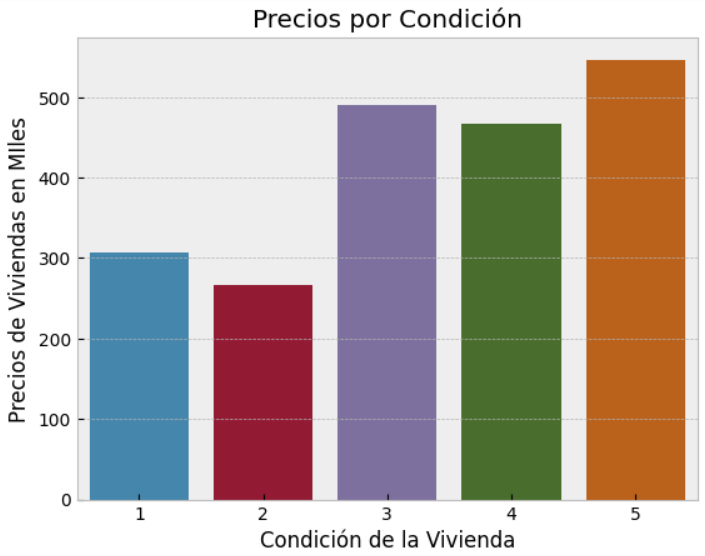 Precios por Condición
Precios de Viviendas en MIles
500
400
300
200
100
0
1 2 3 4 5
Condición de la Vivienda